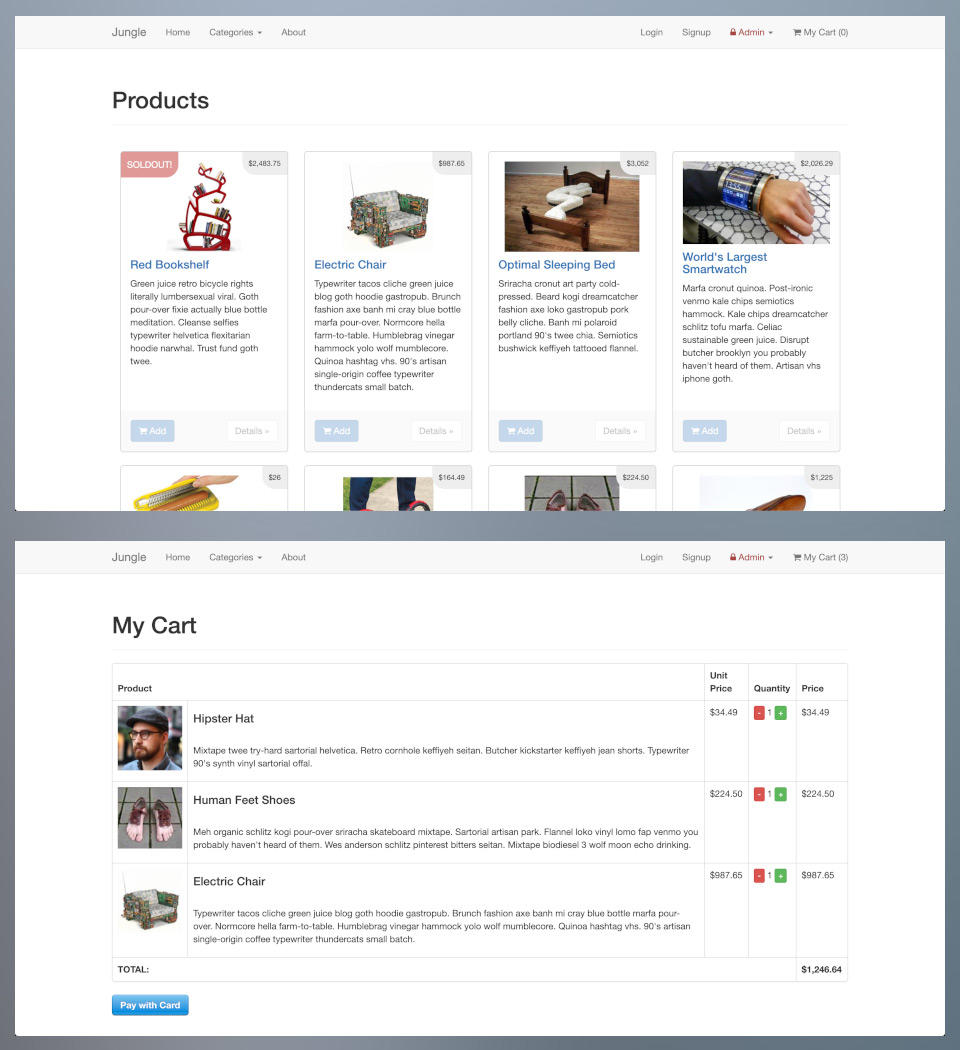 Jungle Home Categories About Login Signup Admin My Cart (0)
Products
SOLDOUT! $2,483.75 $987.65 $3,052 $2,026.29
Red Bookshelf
Green juice retro bicycle rights
literally lumbersexual viral. Goth
pour-over fixie actually blue bottle
meditation. Cleanse selfies
typewriter helvetica flexitarian
hoodie narwhal. Trust fund goth
twee.
Add Details »
Electric Chair
Typewriter tacos cliche green juice
blog goth hoodie gastropub. Brunch
fashion axe banh mi cray blue bottle
marfa pour-over. Normcore hella
farm-to-table. Humblebrag vinegar
hammock yolo wolf mumblecore.
Quinoa hashtag vhs. 90's artisan
single-origin coffee typewriter
thundercats small batch.
Add Details »
Optimal Sleeping Bed
Sriracha cronut art party cold-
pressed. Beard kogi dreamcatcher
fashion axe loko gastropub pork
belly cliche. Banh mi polaroid
portland 90's twee chia. Semiotics
bushwick keffiyeh tattooed flannel.
Add Details »
World's Largest
Smartwatch
Marfa cronut quinoa. Post-ironic
venmo kale chips semiotics
hammock. Kale chips dreamcatcher
schlitz tofu marfa. Celiac
sustainable green juice. Disrupt
butcher brooklyn you probably
haven't heard of them. Artisan vhs
iphone goth.
Add Details »
$26 $164.49 $224.50 $1,225
Jungle Home Categories About Login Signup Admin My Cart (3)
My Cart
Product Unit Price Quantity Price
Hipster Hat $34.49 - 1 + $34.49
Mixtape twee try-hard sartorial helvetica. Retro cornhole keffiyeh seitan. Butcher kickstarter keffiyeh jean shorts. Typewriter
90's synth vinyl sartorial offal.
Human Feet Shoes $224.50 - 1 + $224.50
Meh organic schlitz kogi pour-over sriracha skateboard mixtape. Sartorial artisan park. Flannel loko vinyl lomo fap venmo you
probably haven't heard of them. Wes anderson schlitz pinterest bitters seitan. Mixtape biodiesel 3 wolf moon echo drinking.
Electric Chair $987.65 - 1 + $987.65
Typewriter tacos cliche green juice blog goth hoodie gastropub. Brunch fashion axe banh mi cray blue bottle marfa pour-
over. Normcore hella farm-to-table. Humblebrag vinegar hammock yolo wolf mumblecore. Quinoa hashtag vhs. 90's artisan
single-origin coffee typewriter thundercats small batch.
TOTAL: $1,246.64
Pay with Card